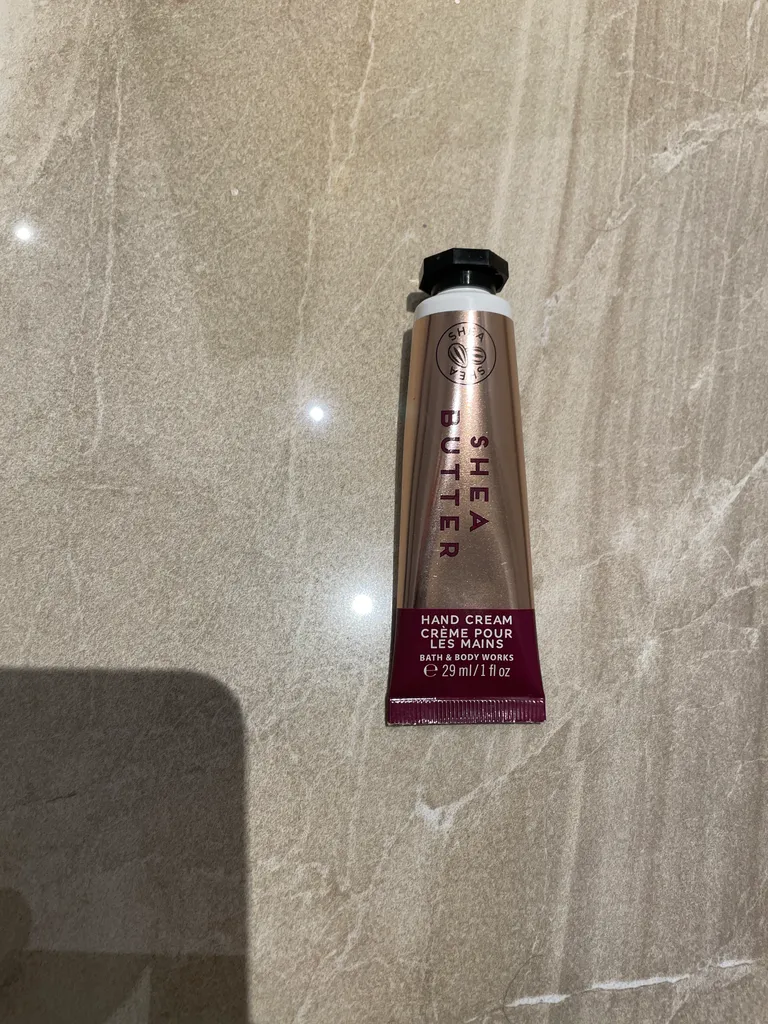 SHEA
SHEA
SHEA
BUTTER
HAND CREAM
CRÈME POUR
LES MAINS
BATH & BODY WORKS
℮ 29 ml/1 fl oz